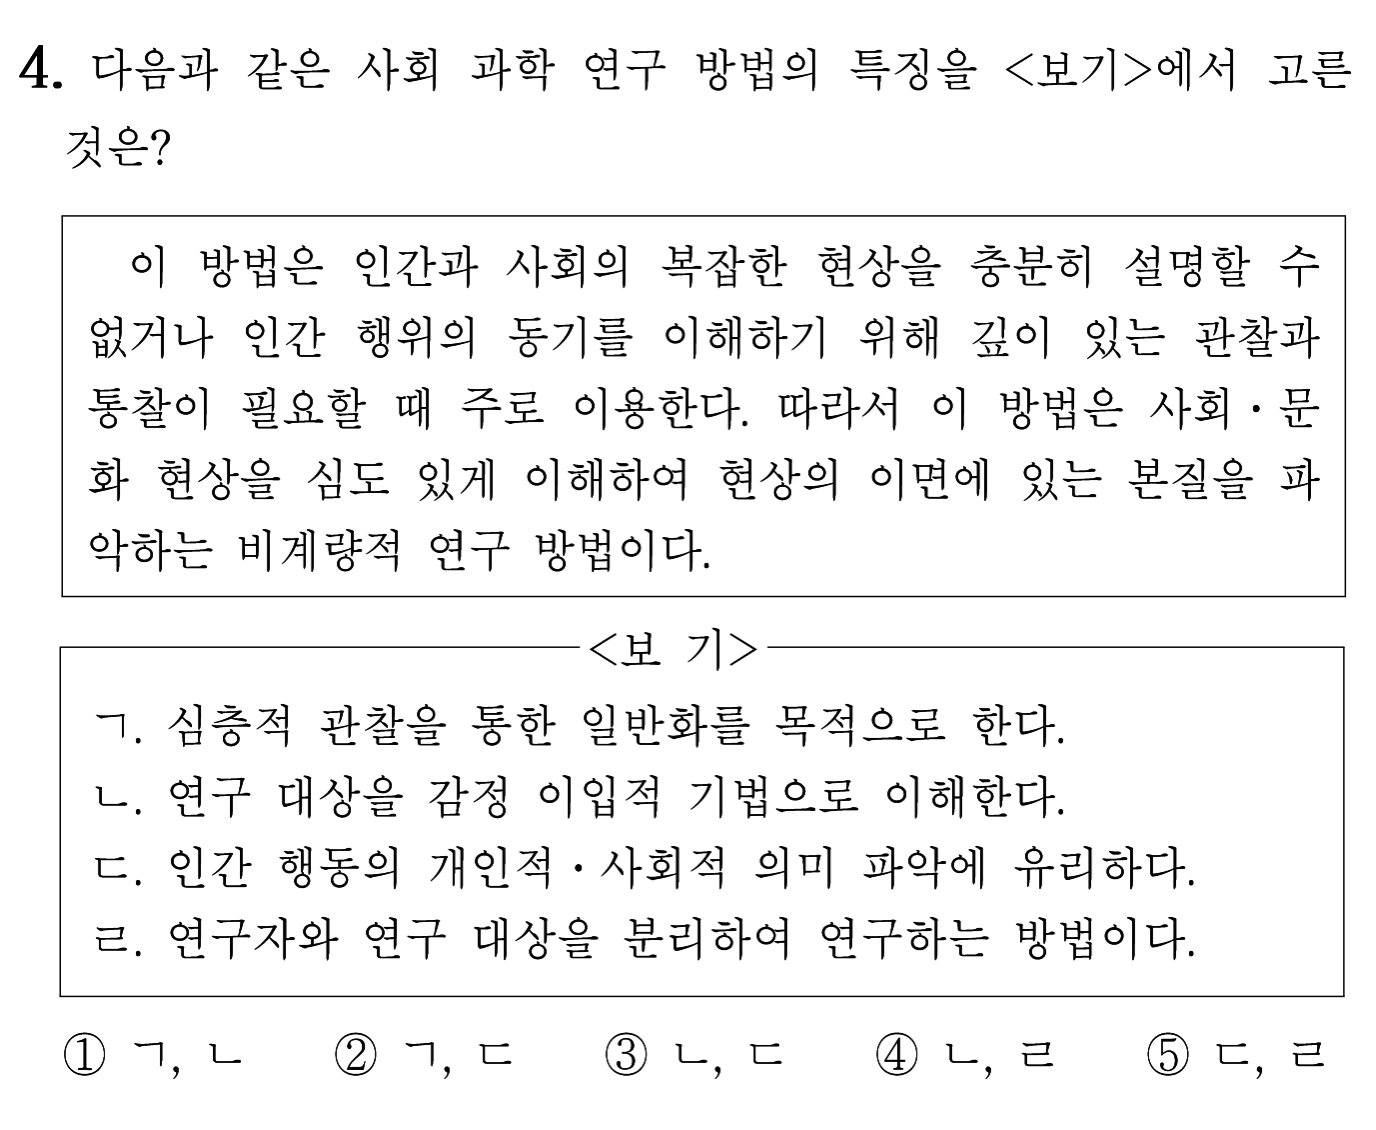 4. 다음과 같은 사회 과학 연구 방법의 특징을 <보기>에서 고른
것은?
이 방법은 인간과 사회의 복잡한 현상을 충분히 설명할 수
없거나 인간 행위의 동기를 이해하기 위해 깊이 있는 관찰과
통찰이 필요할 때 주로 이용한다. 따라서 이 방법은 사회·문
화 현상을 심도 있게 이해하여 현상의 이면에 있는 본질을 파
악하는 비계량적 연구 방법이다.
<보 기>
ㄱ. 심층적 관찰을 통한 일반화를 목적으로 한다.
ㄴ. 연구 대상을 감정 이입적 기법으로 이해한다.
ㄷ. 인간 행동의 개인적·사회적 의미 파악에 유리하다.
ㄹ. 연구자와 연구 대상을 분리하여 연구하는 방법이다.
① ㄱ, ㄴ ② ㄱ, ㄷ ③ ㄴ, ㄷ ④ ㄴ, ㄹ ⑤ ㄷ, ㄹ